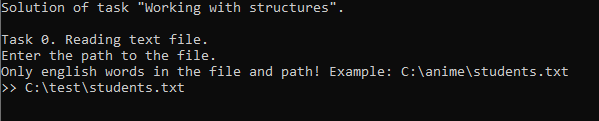 Solution of task "Working with structures".
Task 0. Reading text file.
Enter the path to the file.
Only english words in the file and path! Example: C:\anime\students.txt
>> C:\test\students.txt